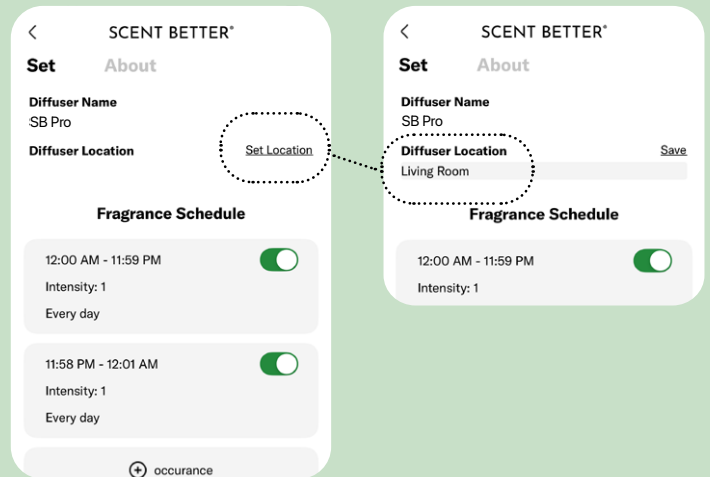 SCENT BETTER®
Set About
Diffuser Name
SB Pro
Diffuser Location Set Location
Fragrance Schedule
12:00 AM - 11:59 PM
Intensity: 1
Every day
11:58 PM - 12:01 AM
Intensity: 1
Every day
occurance
SCENT BETTER®
Set About
Diffuser Name
SB Pro
Diffuser Location Save
Living Room
Fragrance Schedule
12:00 AM - 11:59 PM
Intensity: 1